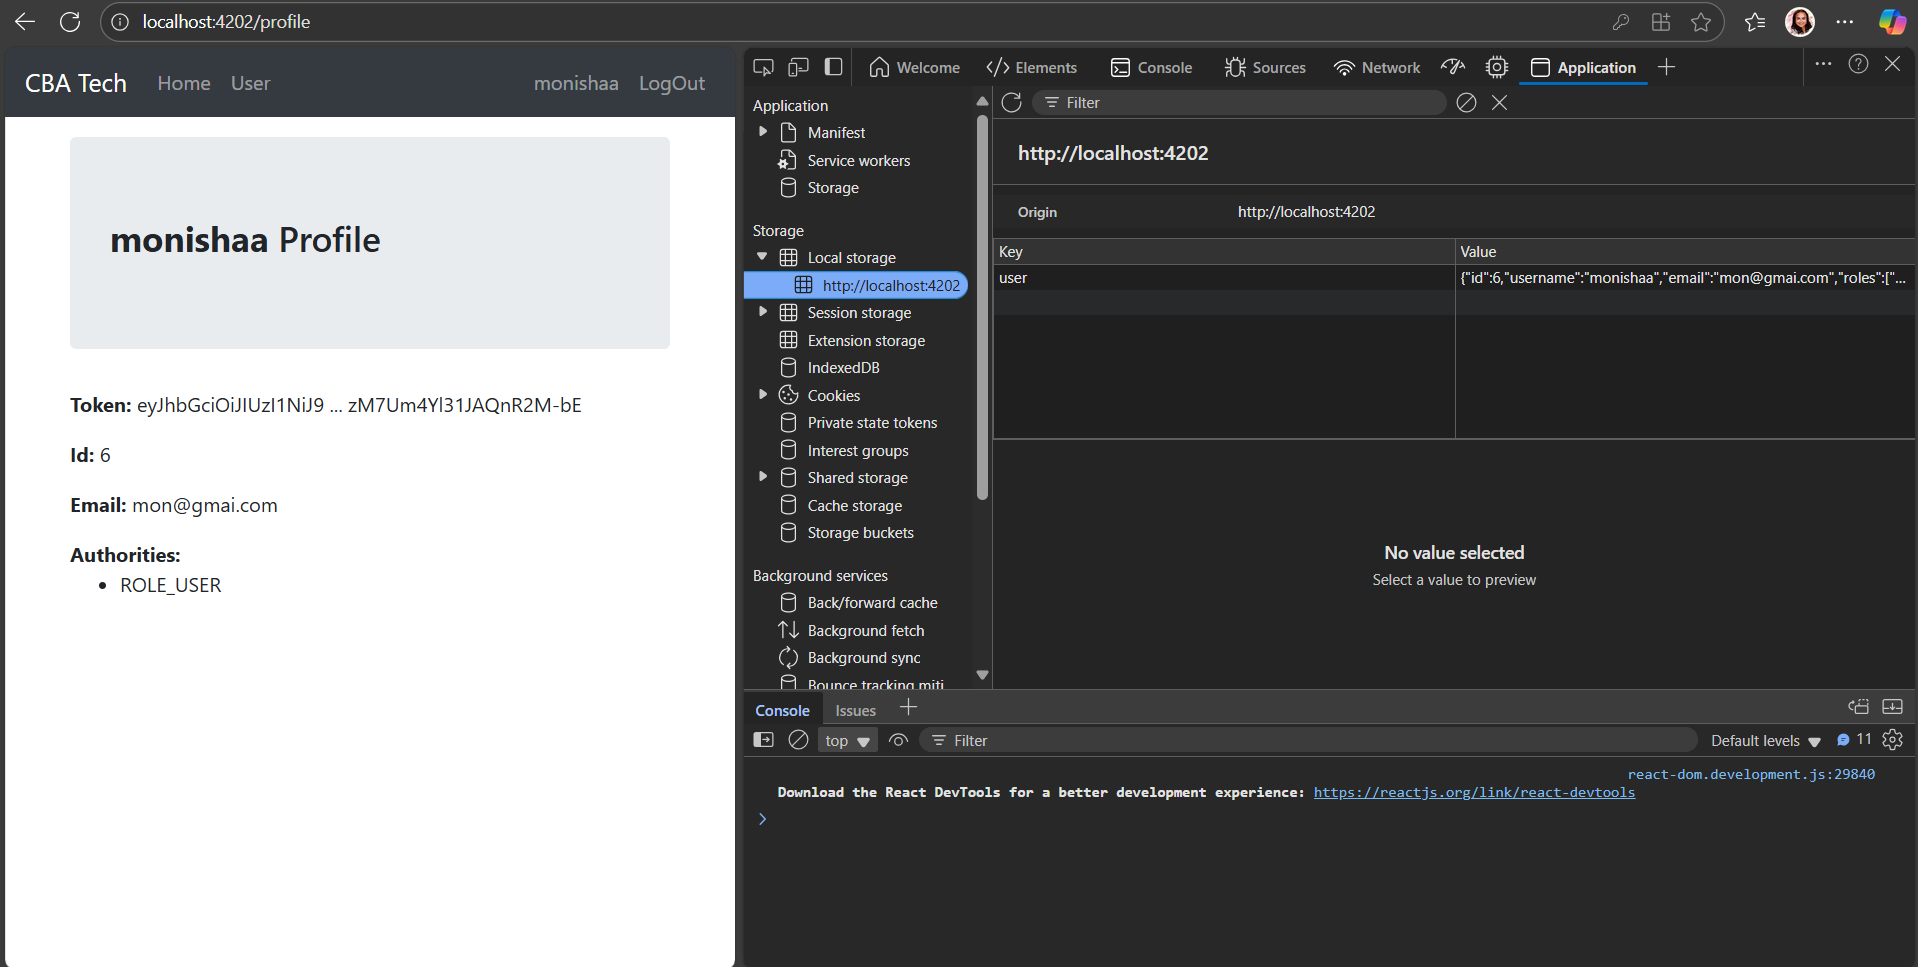 localhost:4202/profile
CBA Tech Home User monishaa LogOut
monishaa Profile
Token: eyJhbGciOiJIUzI1NiJ9 ... zM7Um4Yl31JAQnR2M-bE
Id: 6
Email: mon@gmai.com
Authorities:
• ROLE_USER
Welcome Elements Console Sources Network Application
Application
Manifest
Service workers
Storage
Storage
Local storage
http://localhost:4202
Session storage
Extension storage
IndexedDB
Cookies
Private state tokens
Interest groups
Shared storage
Cache storage
Storage buckets
Background services
Back/forward cache
Background fetch
Background sync
Bounce tracking miti
Filter
http://localhost:4202
Origin http://localhost:4202
Key Value
user {"id":6,"username":"monishaa","email":"mon@gmai.com","roles":["...
No value selected
Select a value to preview
Console Issues
top Filter Default levels 11
react-dom.development.js:29840
Download the React DevTools for a better development experience: https://reactjs.org/link/react-devtools